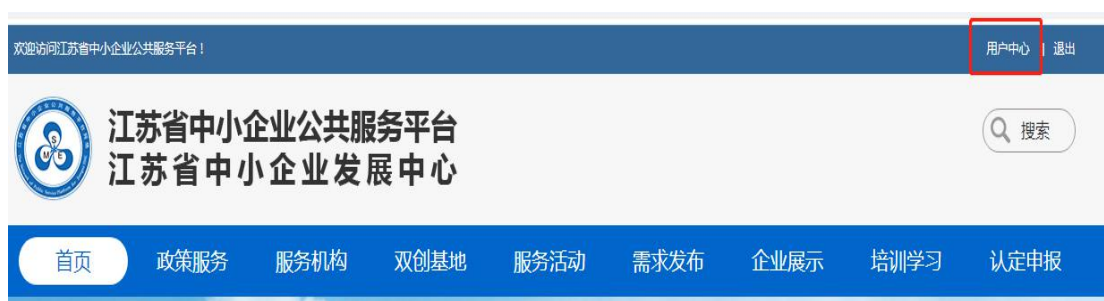 欢迎访问江苏省中小企业公共服务平台！
用户中心 | 退出
江苏省中小企业公共服务平台
江苏省中小企业发展中心
S
M E
搜索
首页 政策服务 服务机构 双创基地 服务活动 需求发布 企业展示 培训学习 认定申报